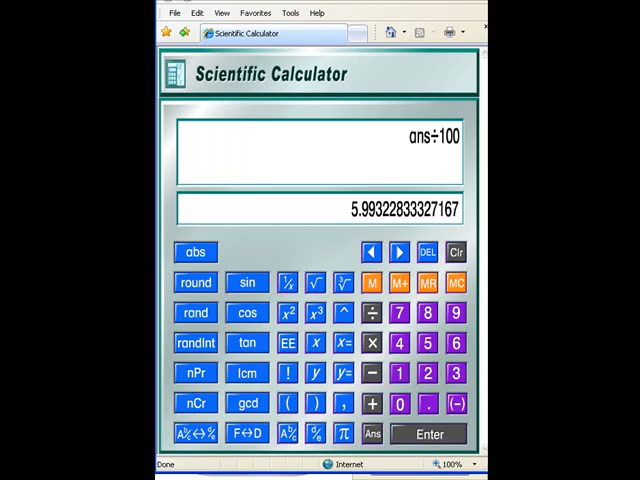 File Edit View Favorites Tools Help
Scientific Calculator
Scientific Calculator
ans÷100
5.99322833327167
abs DEL Clr
round sin 1/x √ ∛ M M+ MR MC
rand cos x² x³ ^ ÷ 7 8 9
randInt tan EE x x= × 4 5 6
nPr lcm ! y y= − 1 2 3
nCr gcd ( ) , + 0 . (−)
A b/c ↔ d/e F↔D A b/c d/e π Ans Enter
Done Internet 100%